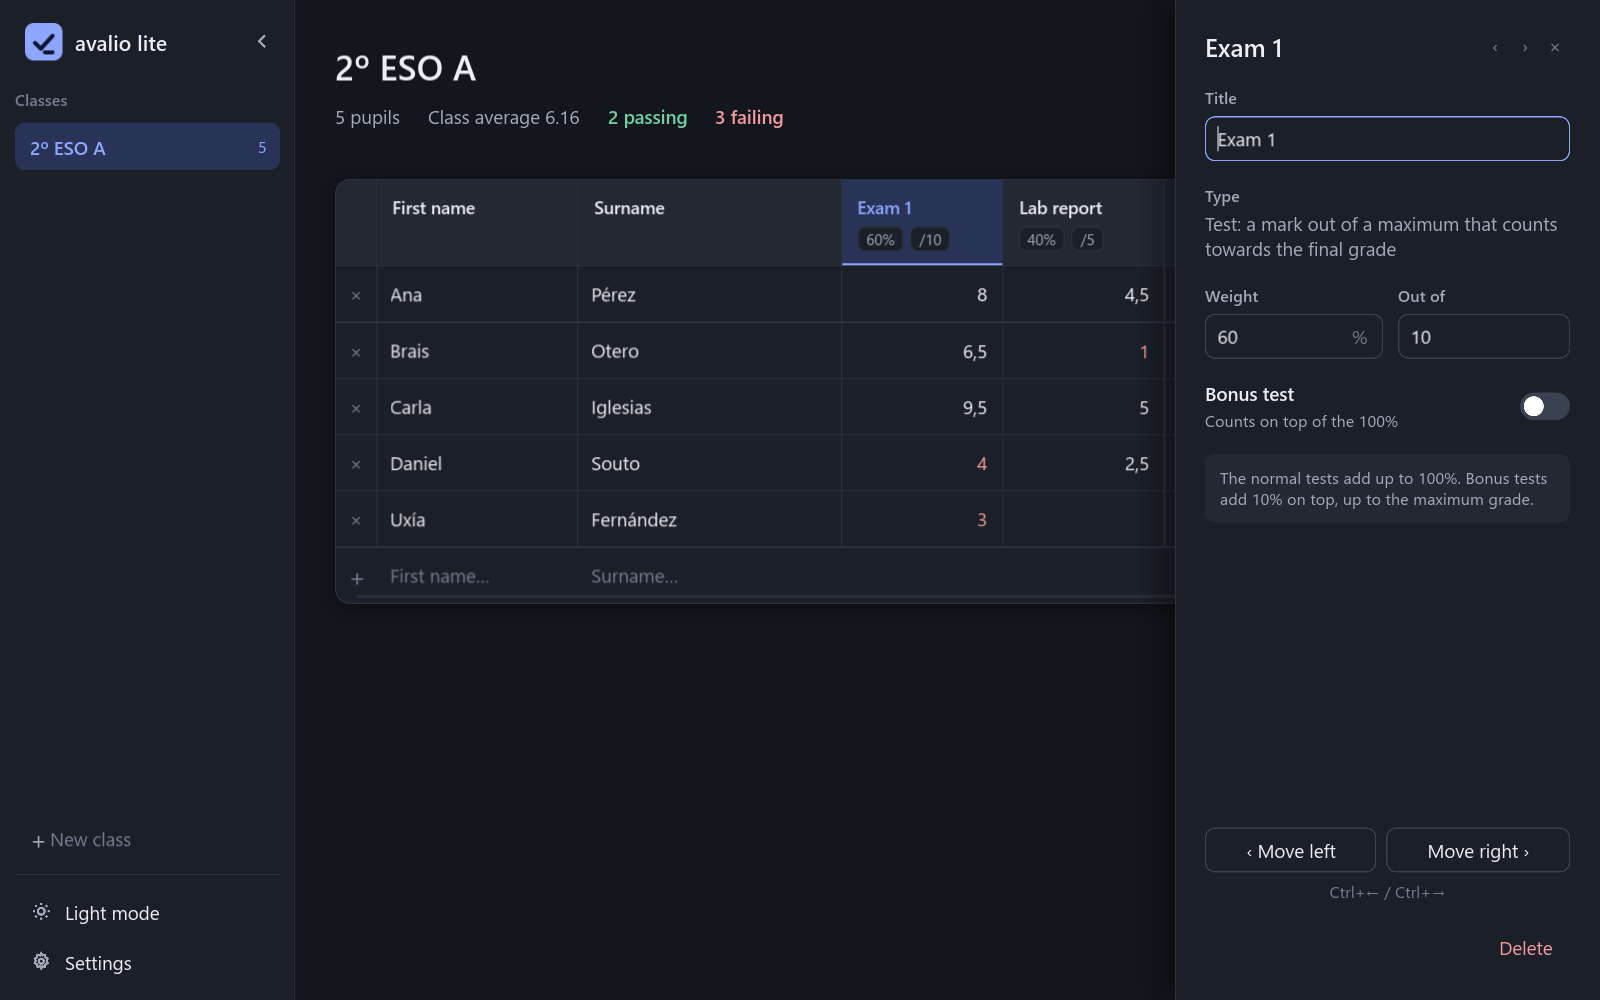 avalio lite
Classes
2º ESO A 5
+ New class
Light mode
Settings
2º ESO A
5 pupils Class average 6.16 2 passing 3 failing
First name Surname Exam 1 Lab report
60% /10 40% /5
× Ana Pérez 8 4,5
× Brais Otero 6,5 1
× Carla Iglesias 9,5 5
× Daniel Souto 4 2,5
× Uxía Fernández 3
+ First name... Surname...
Exam 1 ‹ › ×
Title
Exam 1
Type
Test: a mark out of a maximum that counts
towards the final grade
Weight Out of
60 % 10
Bonus test
Counts on top of the 100%
The normal tests add up to 100%. Bonus tests
add 10% on top, up to the maximum grade.
‹ Move left Move right ›
Ctrl+← / Ctrl+→
Delete